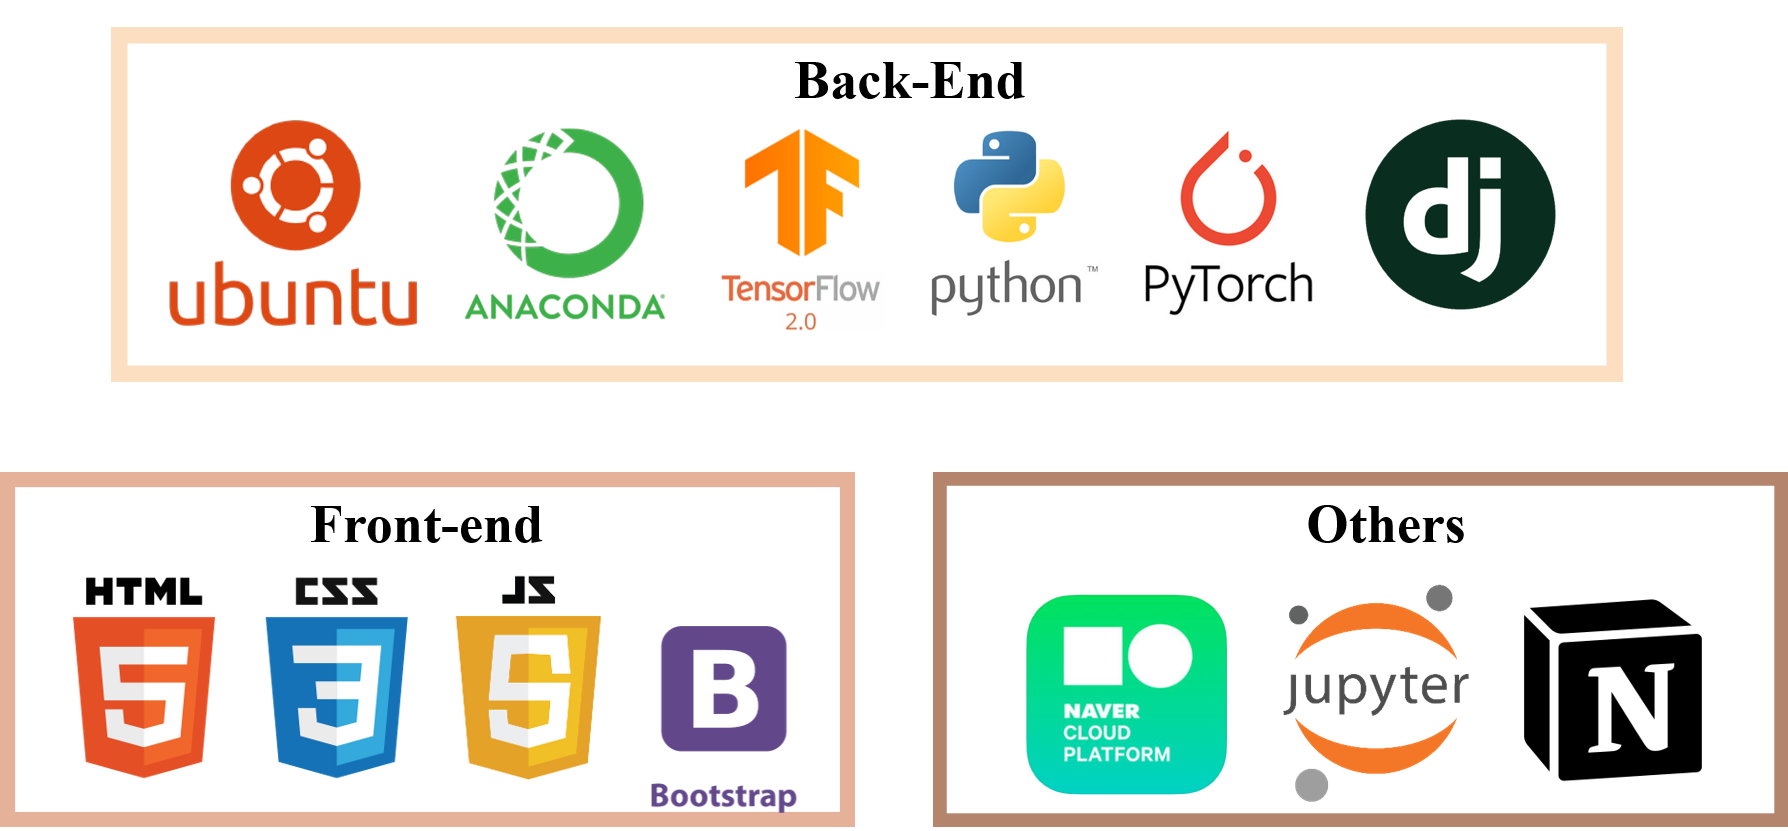 Back-End
ubuntu
ANACONDA
TensorFlow
2.0
python™
PyTorch
dj
Front-end
HTML
5
CSS
3
JS
5
B
Bootstrap
Others
NAVER
CLOUD
PLATFORM
jupyter
N